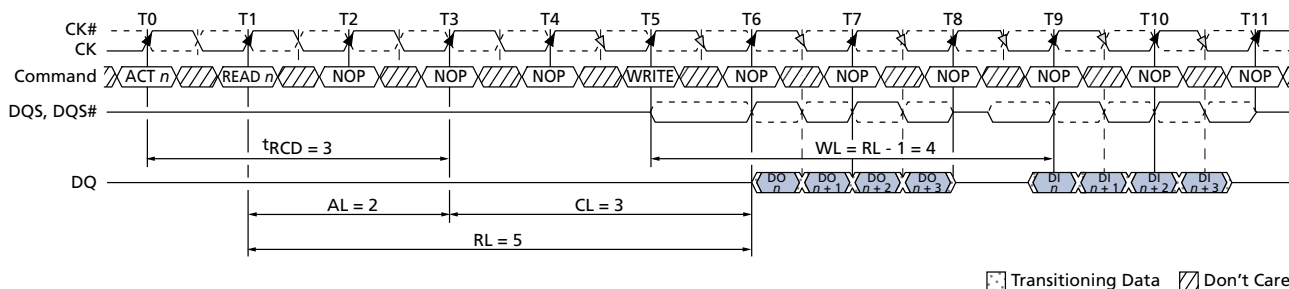 T0 T1 T2 T3 T4 T5 T6 T7 T8 T9 T10 T11
CK#
CK
Command ACT n READ n NOP NOP NOP WRITE NOP NOP NOP NOP NOP NOP
DQS, DQS#
tRCD = 3 WL = RL - 1 = 4
DQ DO n DO n + 1 DO n + 2 DO n + 3 DI n DI n + 1 DI n + 2 DI n + 3
AL = 2 CL = 3
RL = 5
Transitioning Data Don't Care